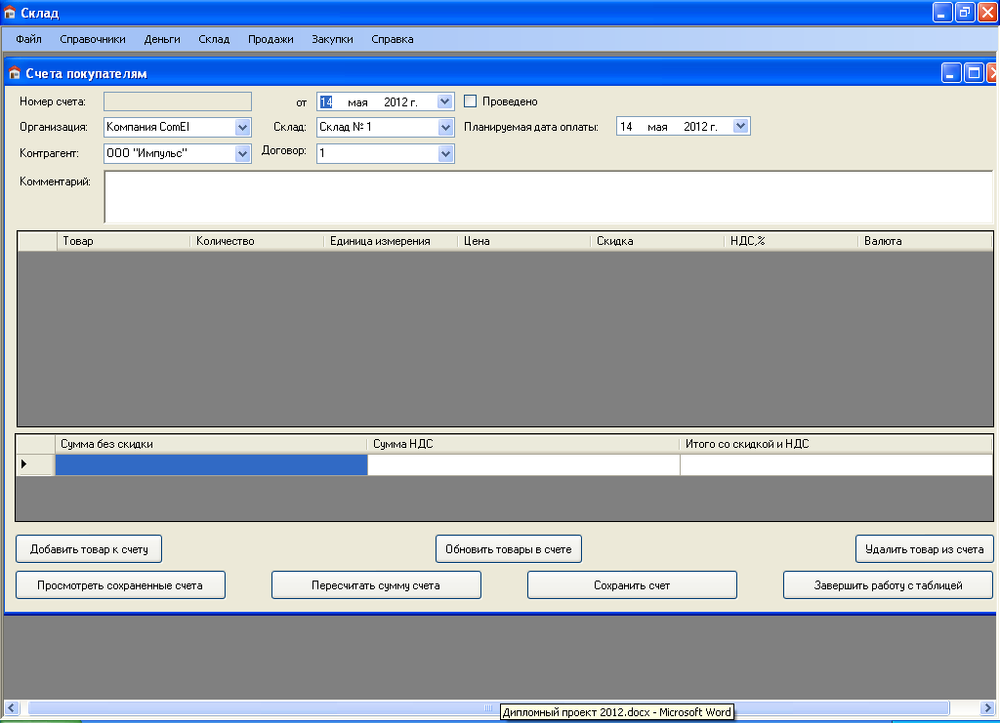 Склад
Файл Справочники Деньги Склад Продажи Закупки Справка
Счета покупателям
Номер счета: от 14 мая 2012 г. Проведено
Организация: Компания ComEl Склад: Склад № 1 Планируемая дата оплаты: 14 мая 2012 г.
Контрагент: ООО "Импульс" Договор: 1
Комментарий:
Товар Количество Единица измерения Цена Скидка НДС,% Валюта
Сумма без скидки Сумма НДС Итого со скидкой и НДС
Добавить товар к счету Обновить товары в счете Удалить товар из счета
Просмотреть сохраненные счета Пересчитать сумму счета Сохранить счет Завершить работу с таблицей
Дипломный проект 2012.docx - Microsoft Word